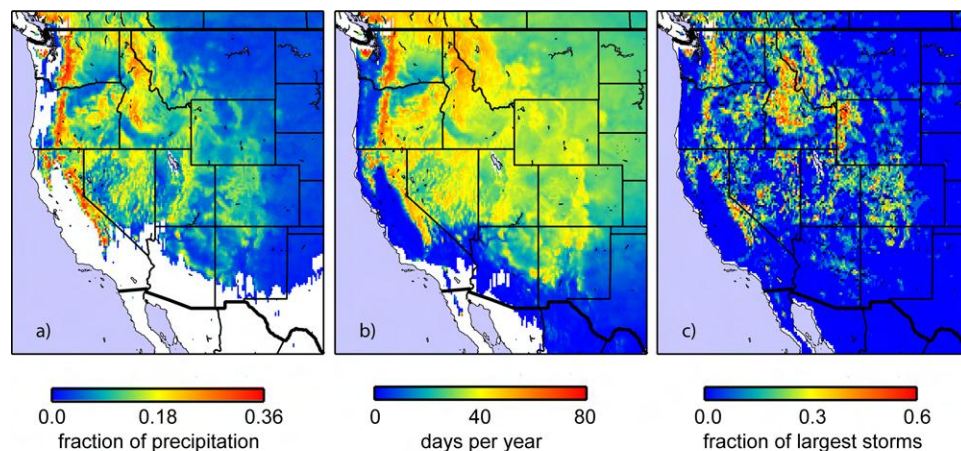 a) b) c)
0.0 0.18 0.36 0 40 80 0.0 0.3 0.6
fraction of precipitation days per year fraction of largest storms